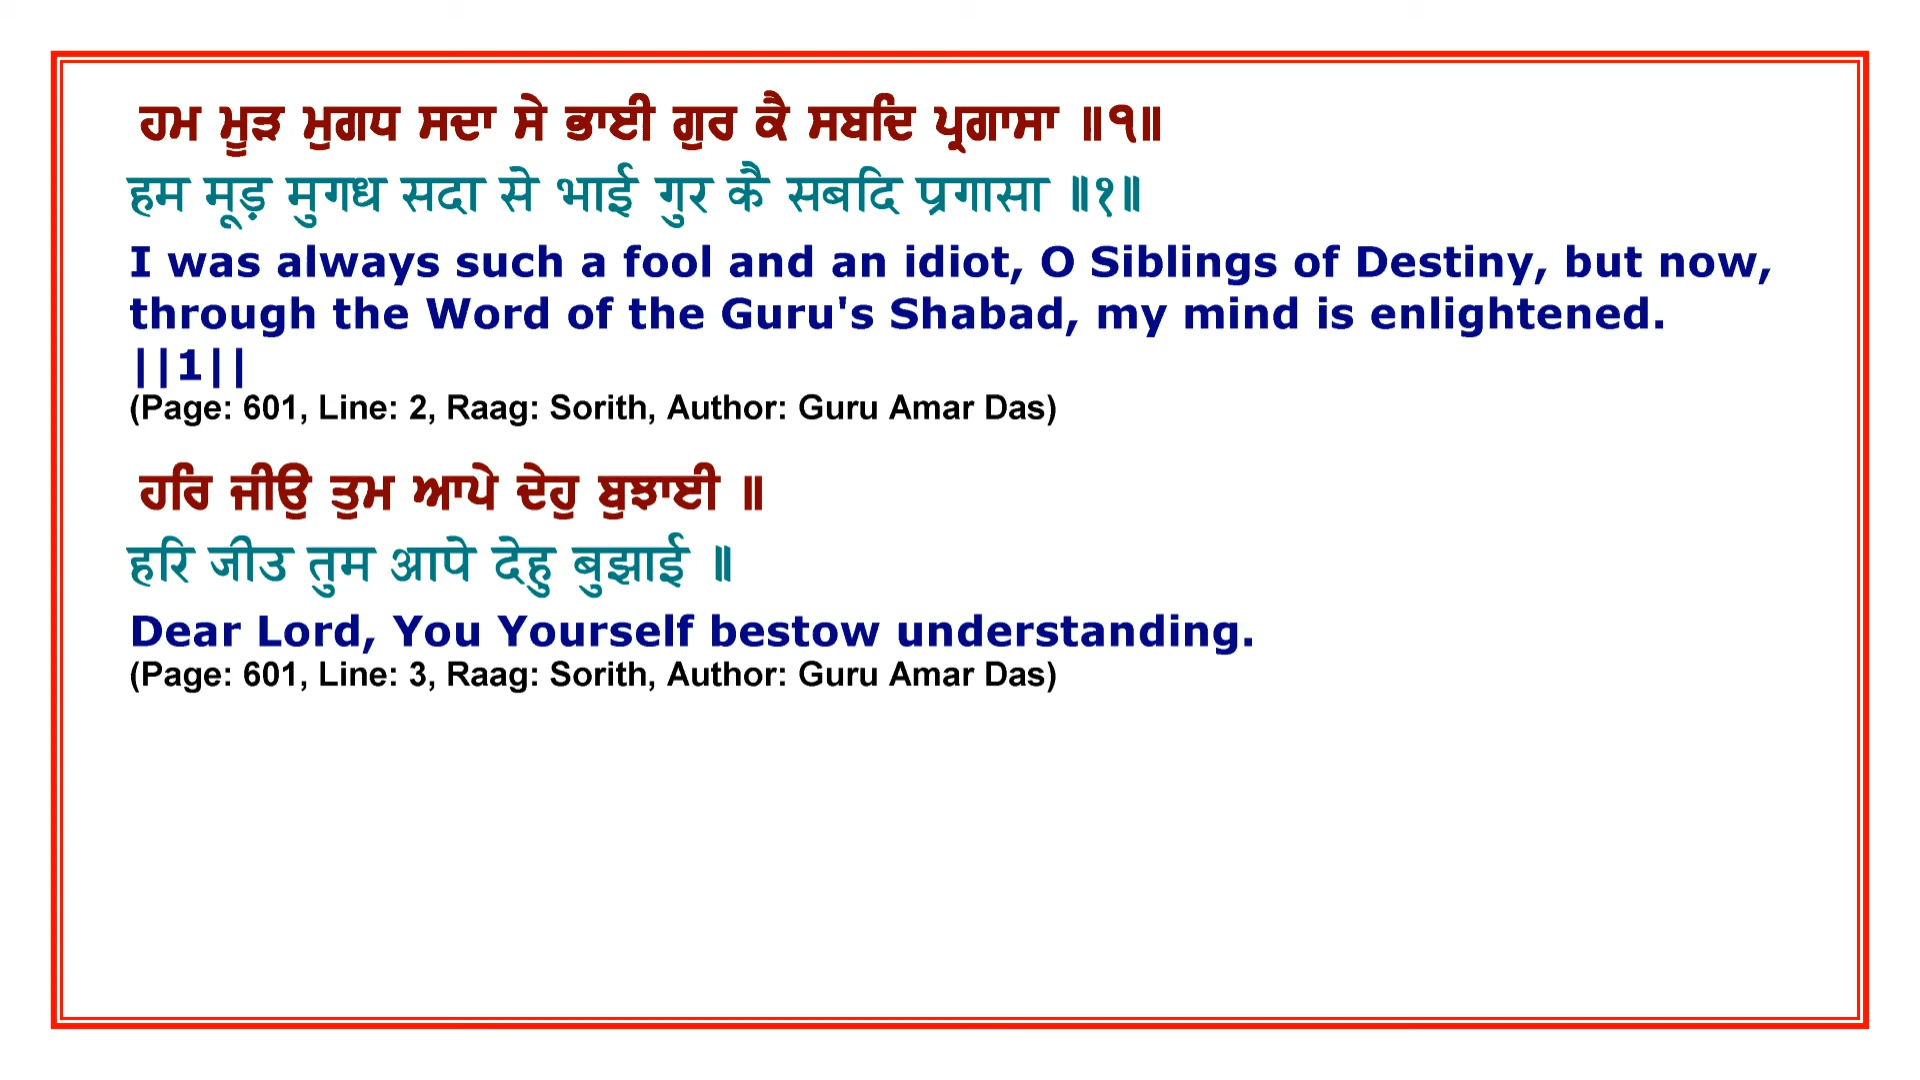 ਹਮ ਮੂੜ ਮੁਗਧ ਸਦਾ ਸੇ ਭਾਈ ਗੁਰ ਕੈ ਸਬਦਿ ਪ੍ਰਗਾਸਾ ॥੧॥
हम मूड़ मुगध सदा से भाई गुर कै सबदि प्रगासा ॥१॥
I was always such a fool and an idiot, O Siblings of Destiny, but now,
through the Word of the Guru's Shabad, my mind is enlightened.
||1||
(Page: 601, Line: 2, Raag: Sorith, Author: Guru Amar Das)
ਹਰਿ ਜੀਉ ਤੁਮ ਆਪੇ ਦੇਹੁ ਬੁਝਾਈ ॥
हरि जीउ तुम आपे देहु बुझाई ॥
Dear Lord, You Yourself bestow understanding.
(Page: 601, Line: 3, Raag: Sorith, Author: Guru Amar Das)